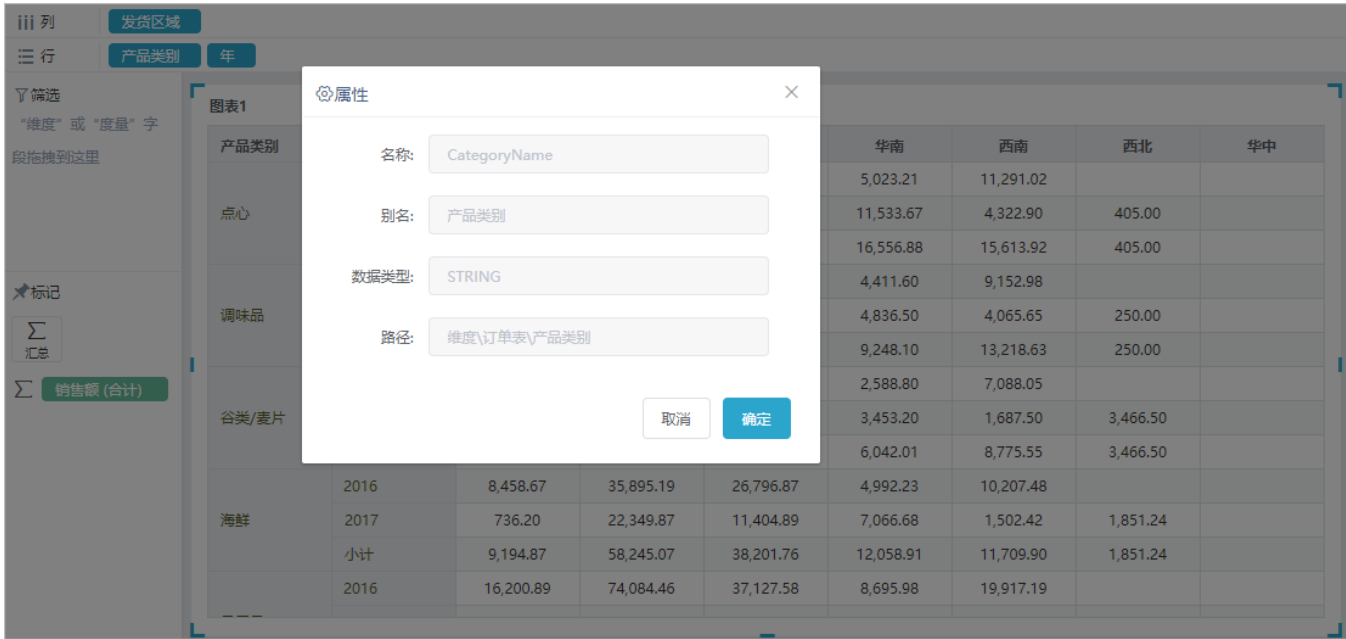 列 发货区域
行 产品类别 年
筛选
“维度”或“度量”字
段拖拽到这里
标记
汇总
∑ 销售额 (合计)
图表1
属性
名称: CategoryName
别名: 产品类别
数据类型: STRING
路径: 维度\订单表\产品类别
取消 确定
产品类别 华南 西南 西北 华中
5,023.21 11,291.02
点心 11,533.67 4,322.90 405.00
16,556.88 15,613.92 405.00
4,411.60 9,152.98
调味品 4,836.50 4,065.65 250.00
9,248.10 13,218.63 250.00
2,588.80 7,088.05
谷类/麦片 3,453.20 1,687.50 3,466.50
6,042.01 8,775.55 3,466.50
2016 8,458.67 35,895.19 26,796.87 4,992.23 10,207.48
海鲜 2017 736.20 22,349.87 11,404.89 7,066.68 1,502.42 1,851.24
小计 9,194.87 58,245.07 38,201.76 12,058.91 11,709.90 1,851.24
2016 16,200.89 74,084.46 37,127.58 8,695.98 19,917.19